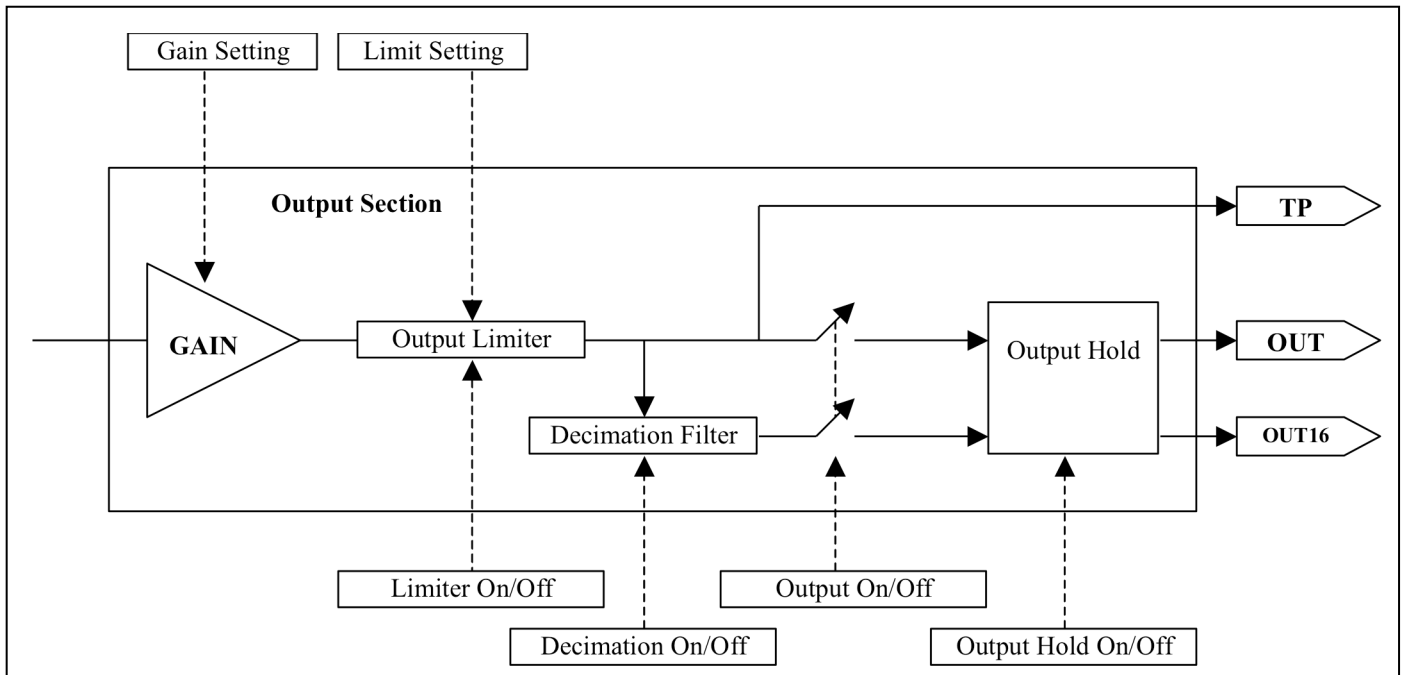 Gain Setting
Limit Setting
Output Section
TP
GAIN
Output Limiter
Output Hold
OUT
Decimation Filter
OUT16
Limiter On/Off
Output On/Off
Decimation On/Off
Output Hold On/Off